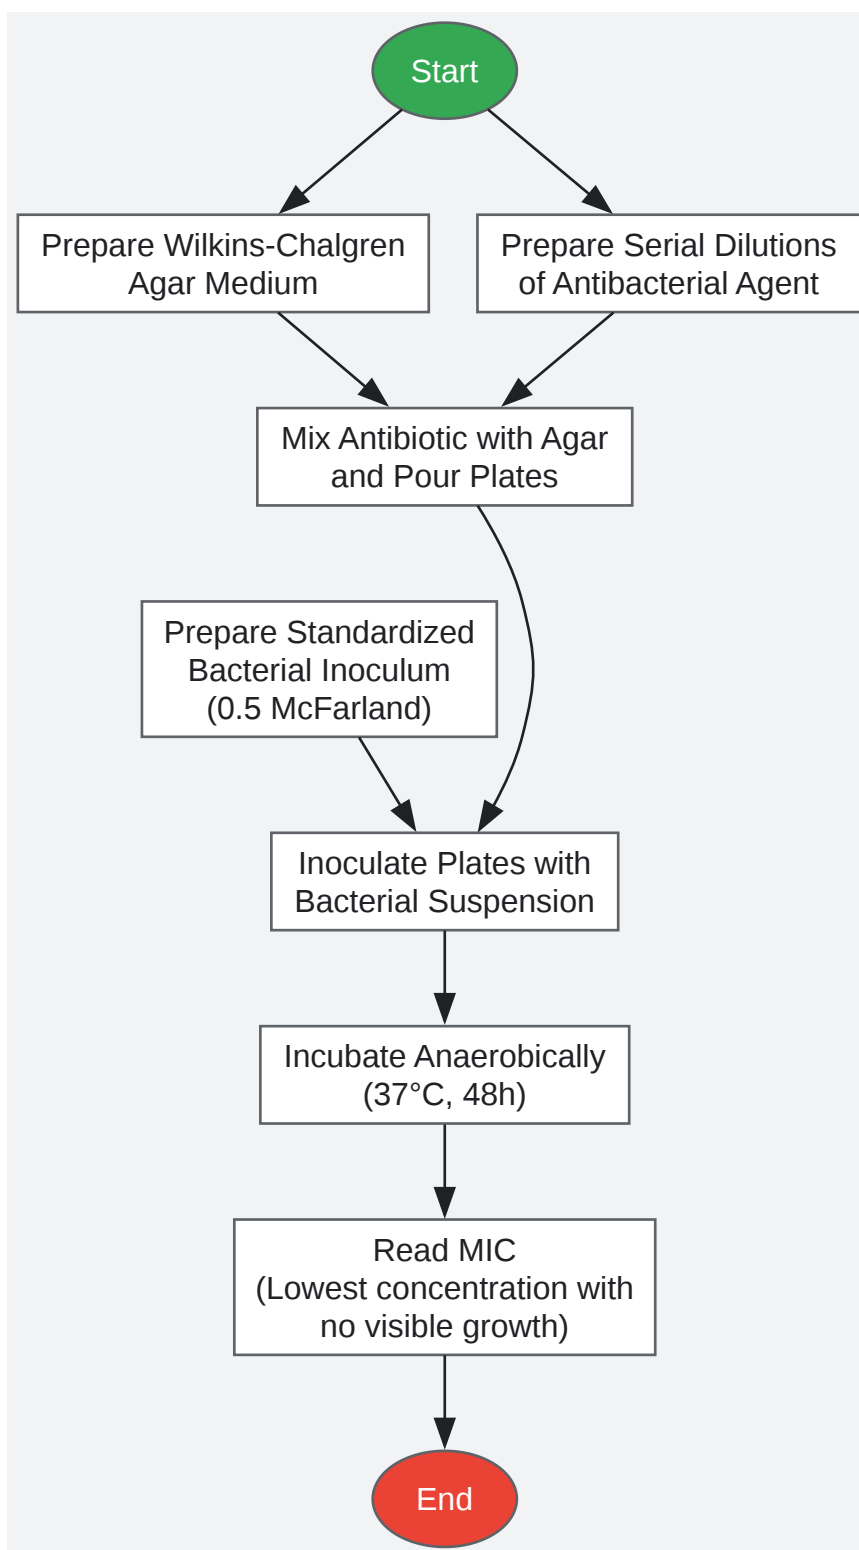 Start
Prepare Wilkins-Chalgren
Agar Medium
Prepare Serial Dilutions
of Antibacterial Agent
Mix Antibiotic with Agar
and Pour Plates
Prepare Standardized
Bacterial Inoculum
(0.5 McFarland)
Inoculate Plates with
Bacterial Suspension
Incubate Anaerobically
(37°C, 48h)
Read MIC
(Lowest concentration with
no visible growth)
End